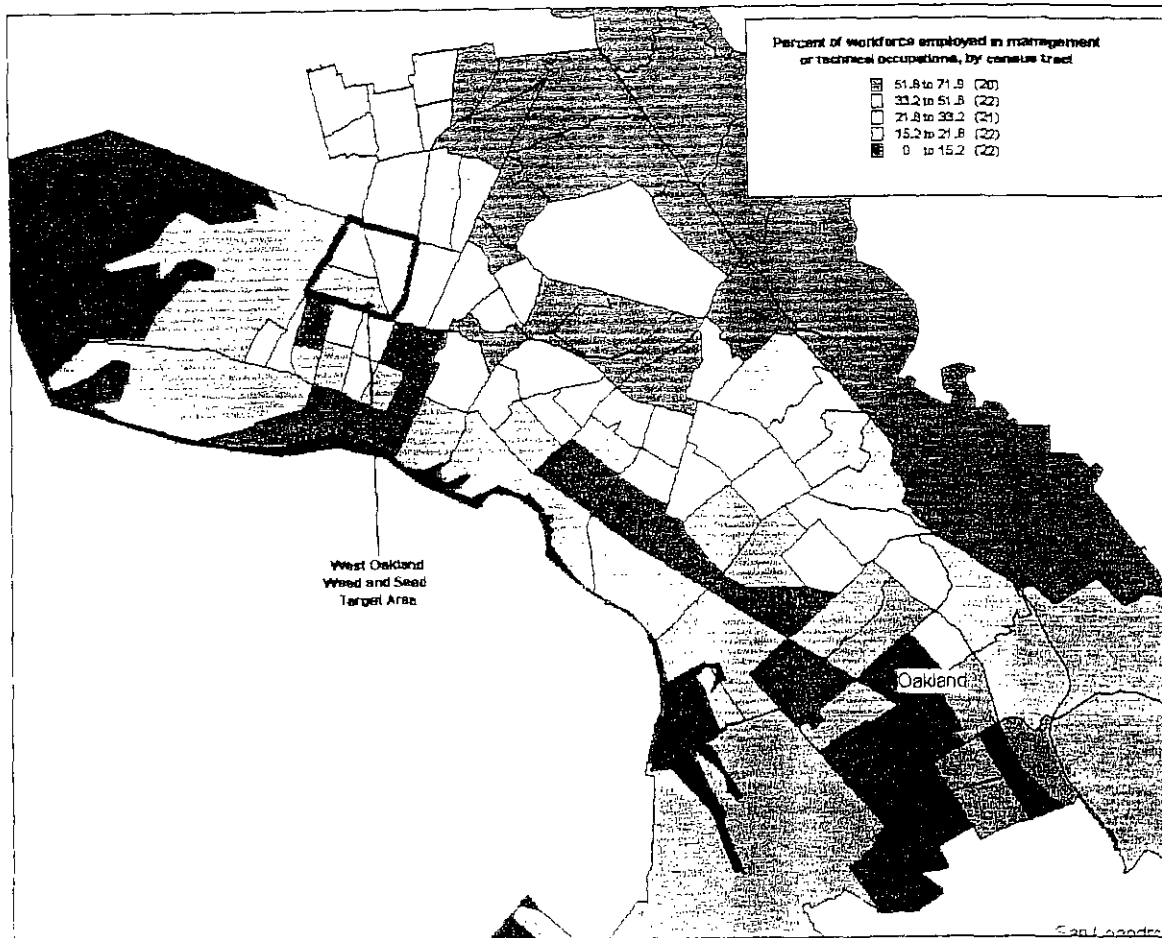 Percent of workforce employed in management
or technical occupations, by census tract
51.8 to 71.9 (20)
33.2 to 51.8 (22)
21.8 to 33.2 (21)
15.2 to 21.8 (22)
0 to 15.2 (22)
West Oakland
Weed and Seed
Target Area
Oakland
San Leandro